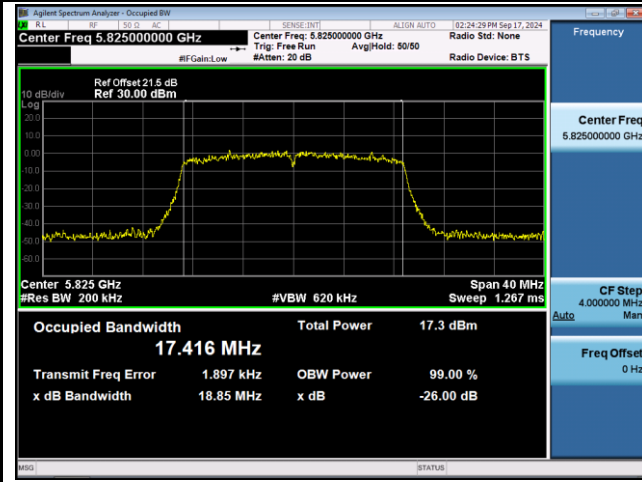 Agilent Spectrum Analyzer - Occupied BW
RL RF 50 Ω AC SENSE:INT ALIGN AUTO 02:24:29 PM Sep 17, 2024
Center Freq 5.825000000 GHz Center Freq: 5.825000000 GHz Radio Std: None
Trig: Free Run Avg|Hold: 50/50
#IFGain:Low #Atten: 20 dB Radio Device: BTS
Ref Offset 21.5 dB
10 dB/div Ref 30.00 dBm
Log
20.0
10.0
0.00
-10.0
-20.0
-30.0
-40.0
-50.0
-60.0
Center 5.825 GHz Span 40 MHz
#Res BW 200 kHz #VBW 620 kHz Sweep 1.267 ms
Occupied Bandwidth Total Power 17.3 dBm
17.416 MHz
Transmit Freq Error 1.897 kHz OBW Power 99.00 %
x dB Bandwidth 18.85 MHz x dB -26.00 dB
MSG STATUS
Frequency
Center Freq
5.825000000 GHz
CF Step
4.000000 MHz
Auto Man
Freq Offset
0 Hz